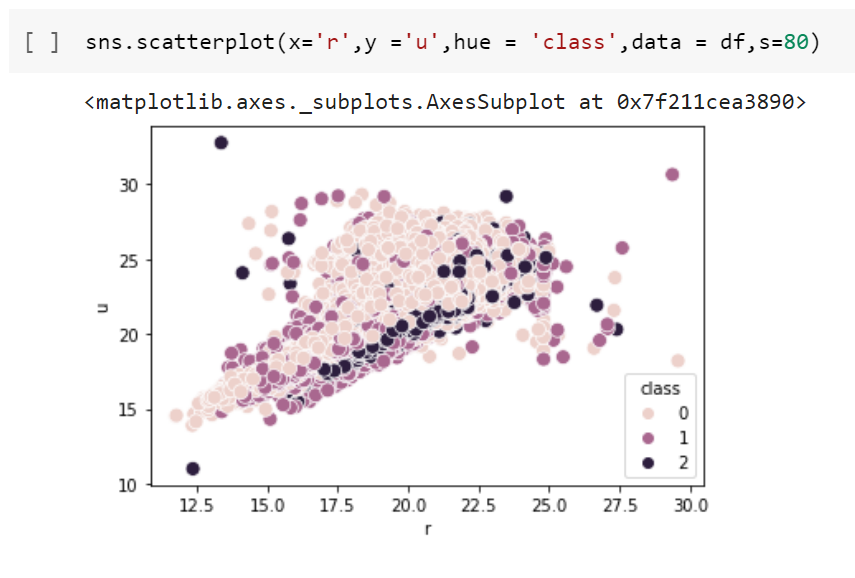 [ ] sns.scatterplot(x='r',y ='u',hue = 'class',data = df,s=80)
<matplotlib.axes._subplots.AxesSubplot at 0x7f211cea3890>
30
25
20
15
10
u
class
0
1
2
12.5 15.0 17.5 20.0 22.5 25.0 27.5 30.0
r